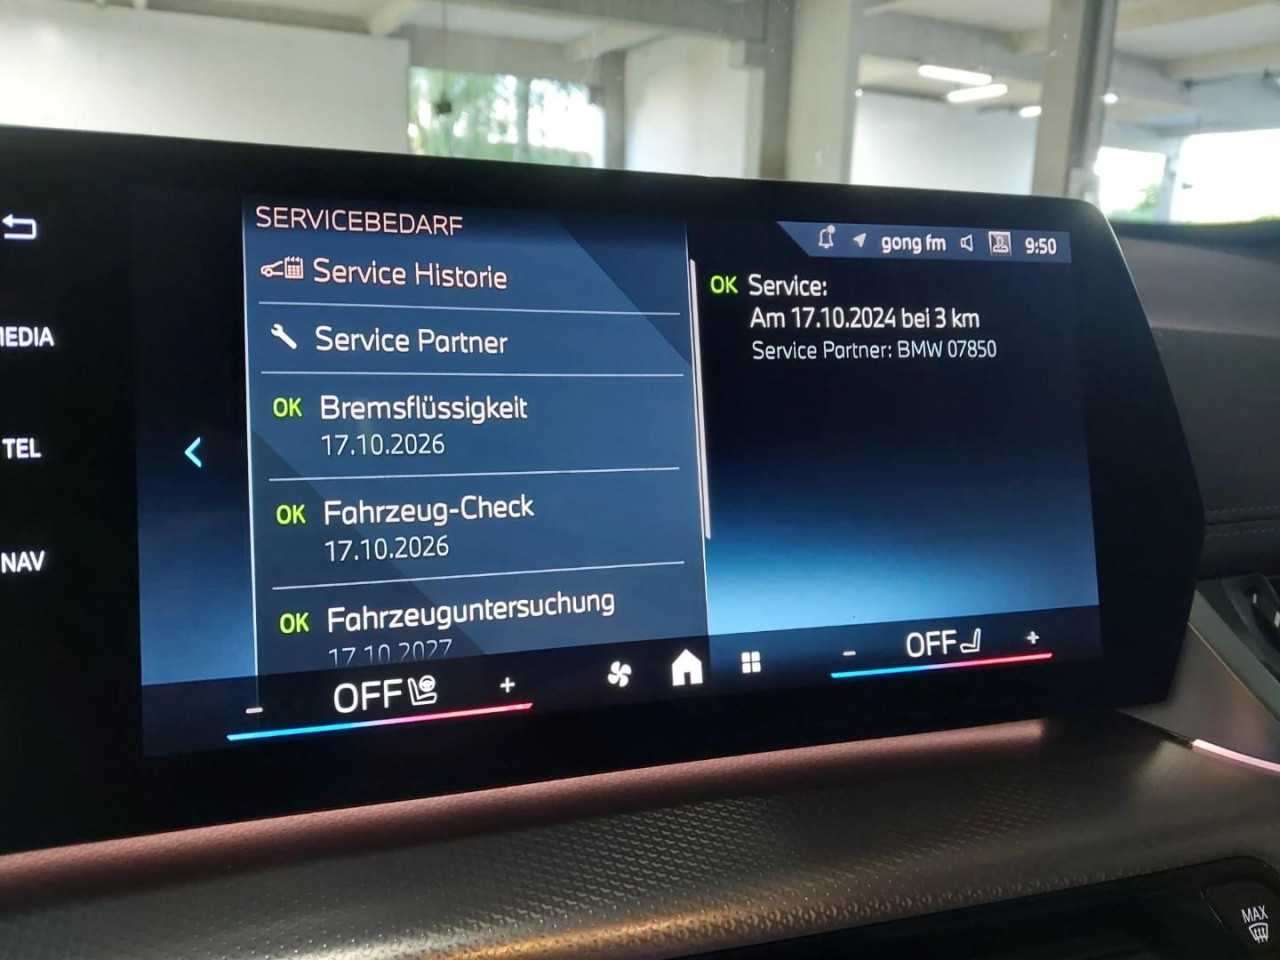 MEDIA
TEL
NAV
SERVICEBEDARF
Service Historie
Service Partner
OK Bremsflüssigkeit
17.10.2026
OK Fahrzeug-Check
17.10.2026
OK Fahrzeuguntersuchung
17.10.2027
gong fm 9:50
OK Service:
Am 17.10.2024 bei 3 km
Service Partner: BMW 07850
- OFF +
- OFF +
MAX